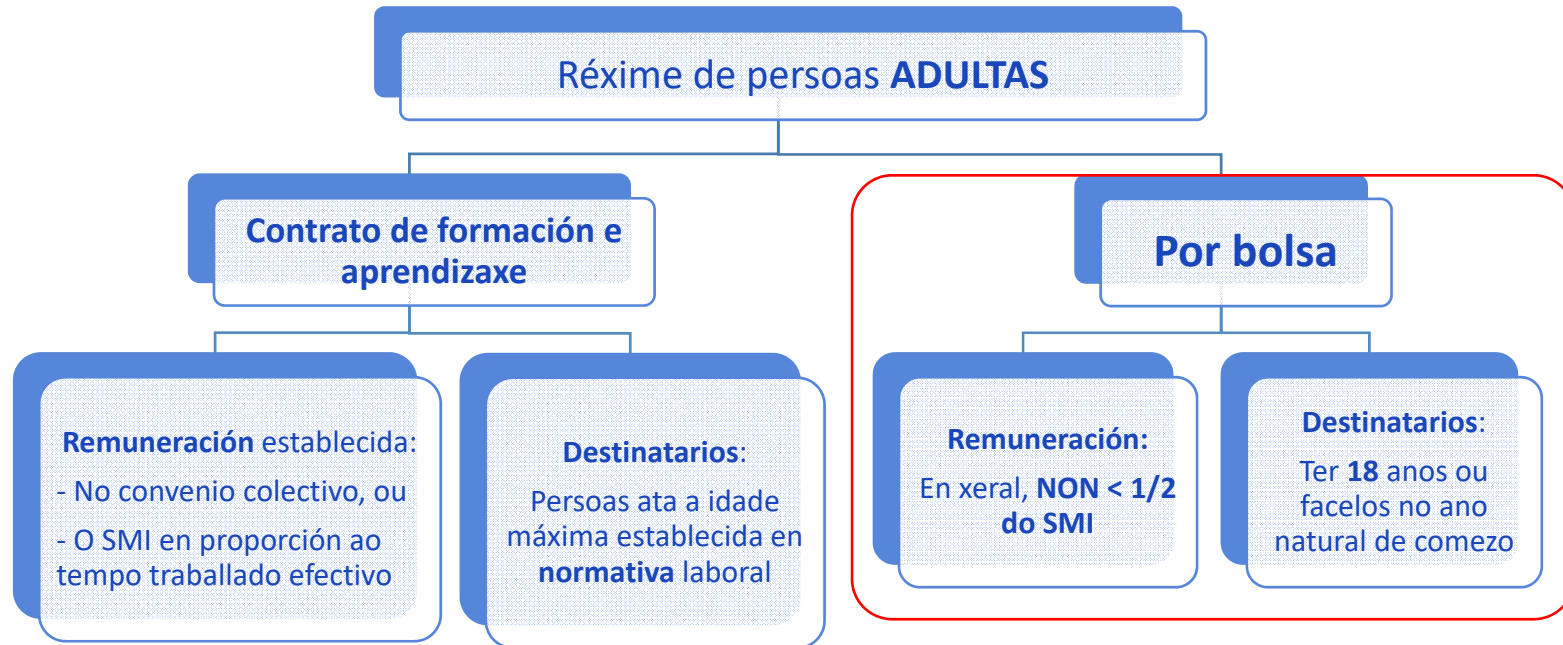 Réxime de persoas ADULTAS
Contrato de formación e
aprendizaxe
Por bolsa
Remuneración establecida:
- No convenio colectivo, ou
- O SMI en proporción ao
tempo traballado efectivo
Destinatarios:
Persoas ata a idade
máxima establecida en
normativa laboral
Remuneración:
En xeral, NON < 1/2
do SMI
Destinatarios:
Ter 18 anos ou
facelos no ano
natural de comezo